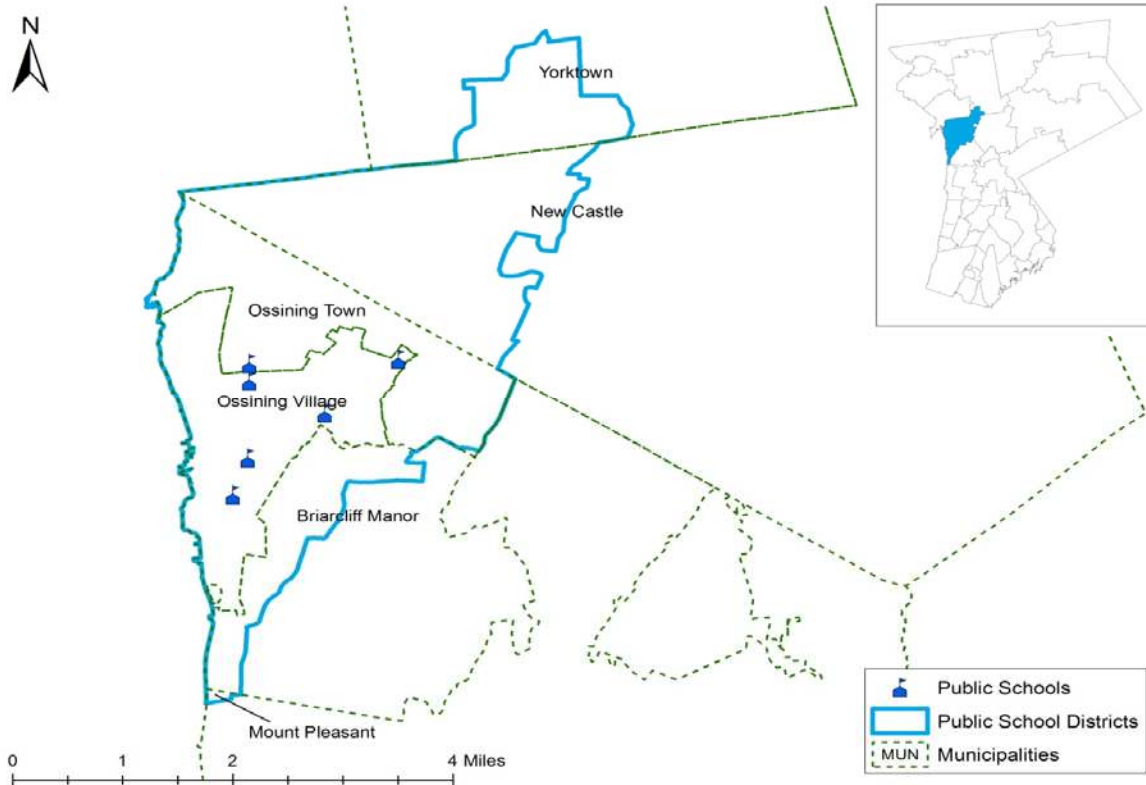 N
Yorktown
New Castle
Ossining Town
Ossining Village
Briarcliff Manor
Mount Pleasant
0 1 2 4 Miles
Public Schools
Public School Districts
MUN Municipalities